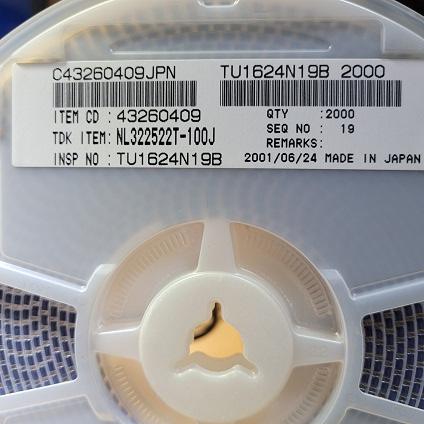 C43260409JPN TU1624N19B 2000
ITEM CD : 43260409 QTY :2000
TDK ITEM: NL322522T-100J SEQ NO : 19
INSP NO : TU1624N19B REMARKS:
2001/06/24 MADE IN JAPAN